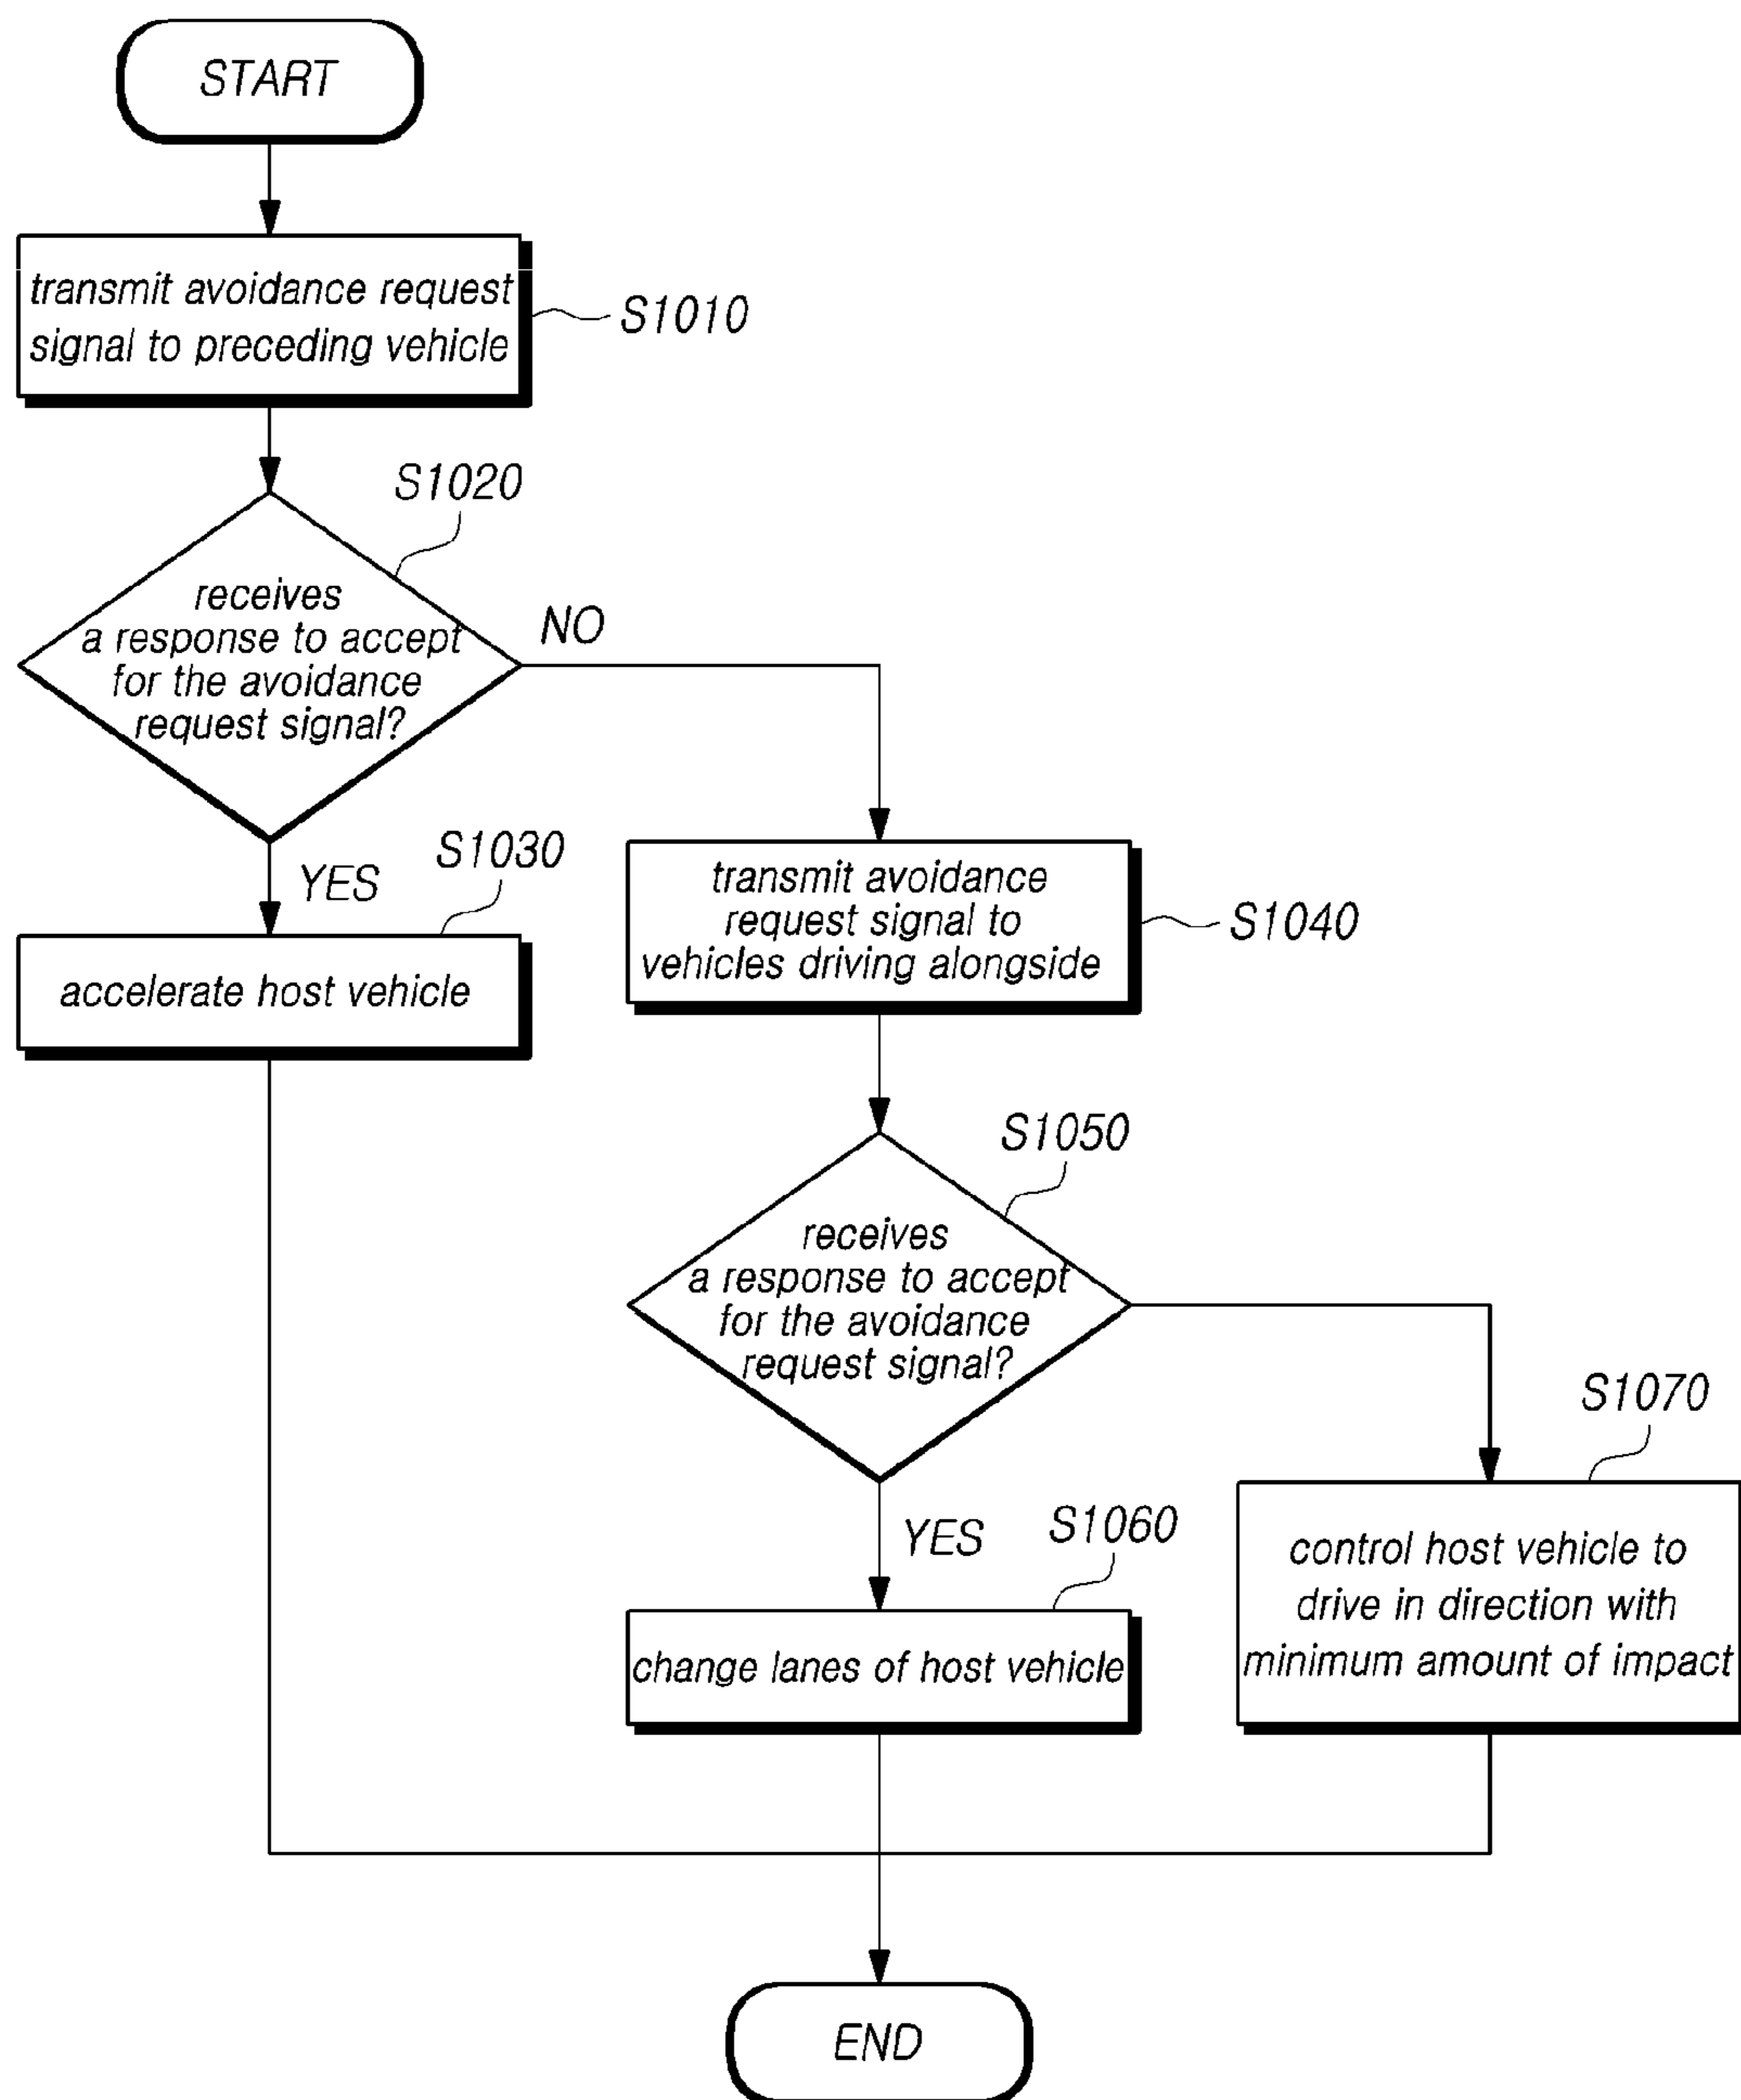 START
transmit avoidance request
signal to preceding vehicle
S1010
S1020
receives
a response to accept
for the avoidance
request signal?
NO
YES
S1030
accelerate host vehicle
transmit avoidance
request signal to
vehicles driving alongside
S1040
S1050
receives
a response to accept
for the avoidance
request signal?
YES
S1060
change lanes of host vehicle
S1070
control host vehicle to
drive in direction with
minimum amount of impact
END